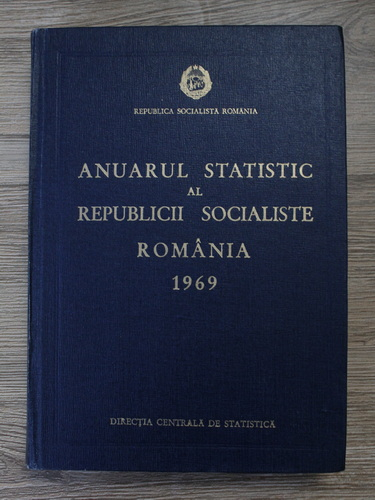 REPUBLICA SOCIALISTĂ ROMÂNIA
ANUARUL STATISTIC
AL
REPUBLICII SOCIALISTE
ROMÂNIA
1969
DIRECȚIA CENTRALĂ DE STATISTICĂ